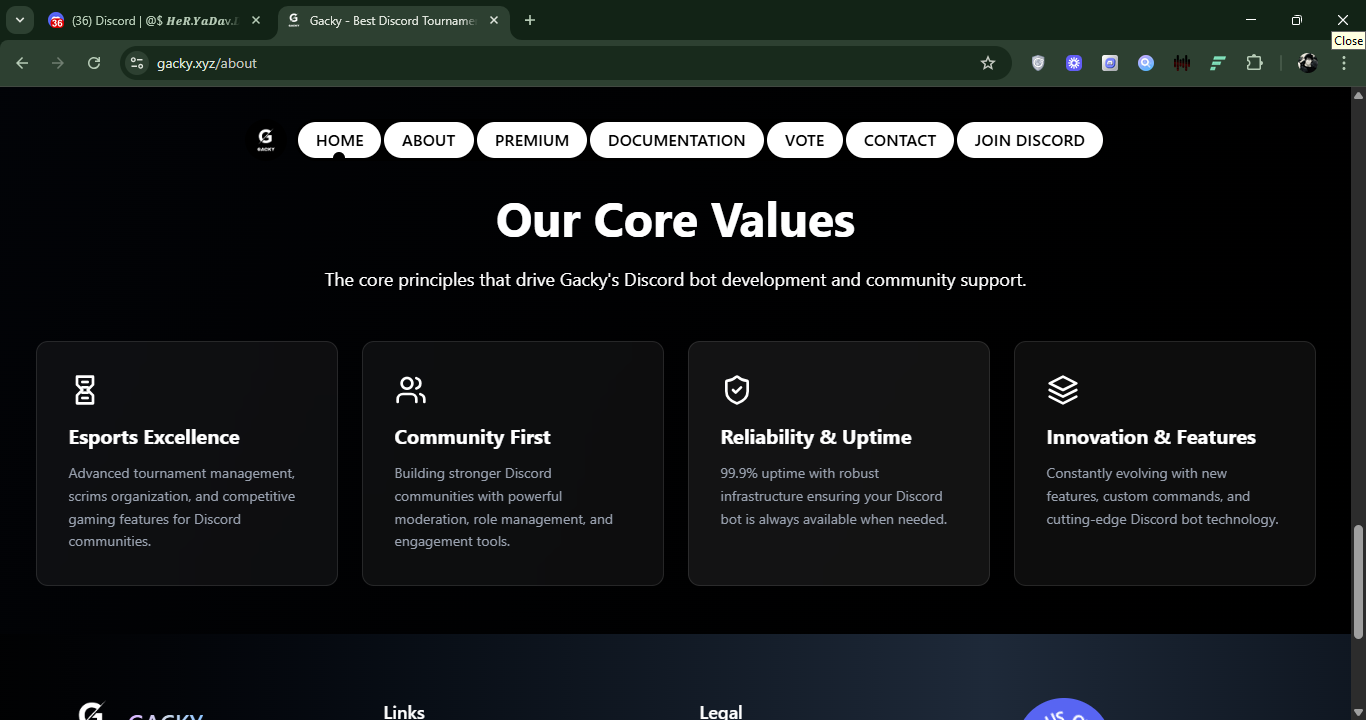 (36) Discord | @$ HeR.YaDav.
Gacky - Best Discord Tourname
Close
gacky.xyz/about
GACKY
HOME
ABOUT
PREMIUM
DOCUMENTATION
VOTE
CONTACT
JOIN DISCORD
Our Core Values
The core principles that drive Gacky's Discord bot development and community support.
Esports Excellence
Advanced tournament management,
scrims organization, and competitive
gaming features for Discord
communities.
Community First
Building stronger Discord
communities with powerful
moderation, role management, and
engagement tools.
Reliability & Uptime
99.9% uptime with robust
infrastructure ensuring your Discord
bot is always available when needed.
Innovation & Features
Constantly evolving with new
features, custom commands, and
cutting-edge Discord bot technology.
GACKY
Links
Legal
US